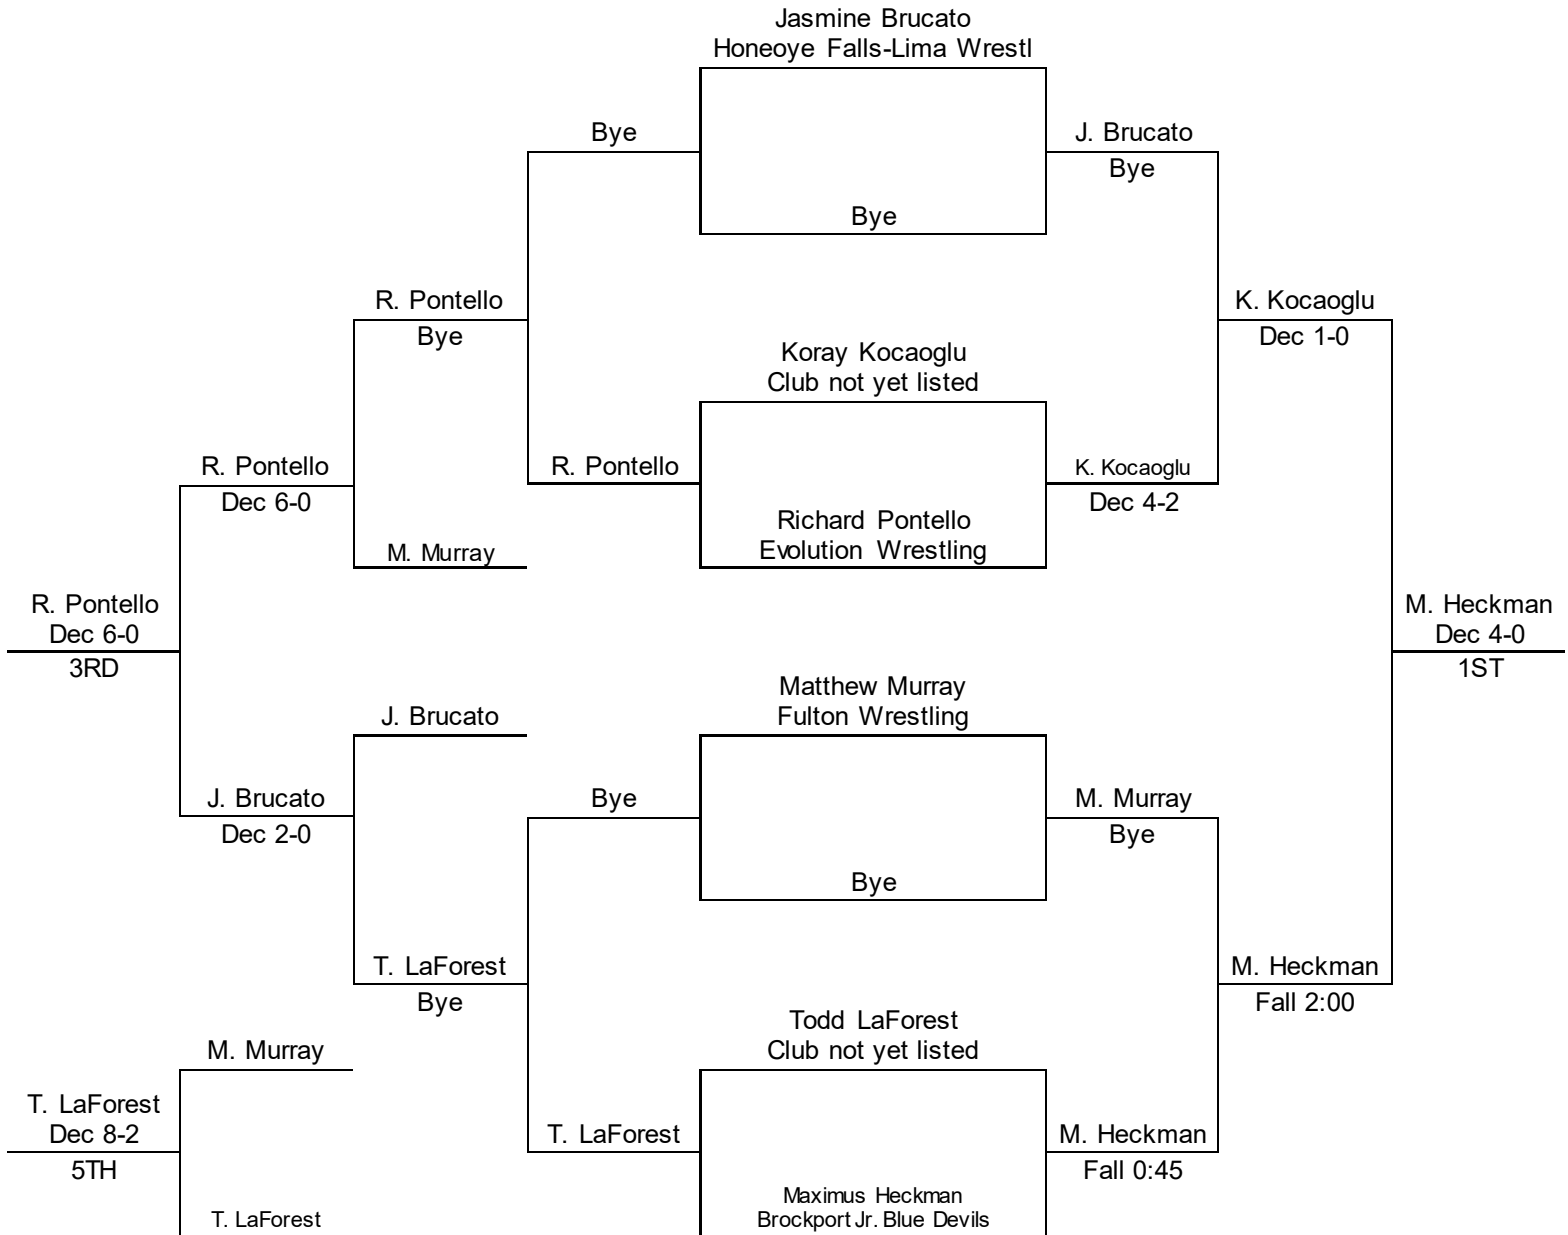 Jasmine Brucato
Honeoye Falls-Lima Wrestl
Bye
J. Brucato
Bye
Bye
R. Pontello
Bye
K. Kocaoglu
Dec 1-0
Koray Kocaoglu
Club not yet listed
R. Pontello
Dec 6-0
R. Pontello
K. Kocaoglu
Dec 4-2
Richard Pontello
Evolution Wrestling
M. Murray
R. Pontello
Dec 6-0
3RD
M. Heckman
Dec 4-0
1ST
Matthew Murray
Fulton Wrestling
J. Brucato
J. Brucato
Dec 2-0
Bye
M. Murray
Bye
Bye
T. LaForest
Bye
M. Heckman
Fall 2:00
Todd LaForest
Club not yet listed
M. Murray
T. LaForest
Dec 8-2
5TH
T. LaForest
M. Heckman
Fall 0:45
Maximus Heckman
Brockport Jr. Blue Devils
T. LaForest